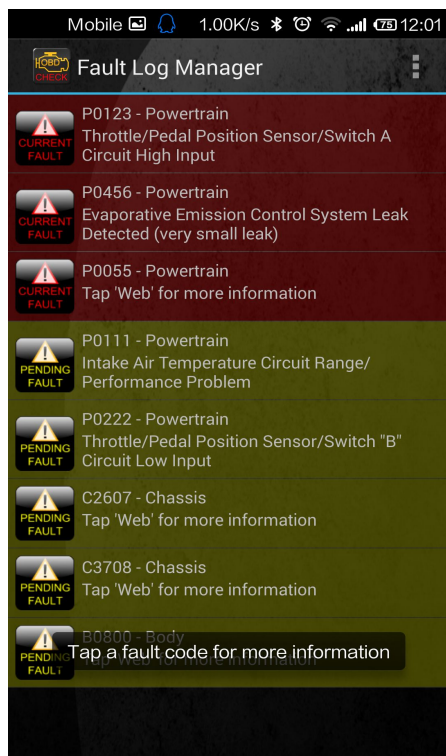 Mobile 1.00K/s 75 12:01
OBD
CHECK
Fault Log Manager
P0123 - Powertrain
Throttle/Pedal Position Sensor/Switch A
Circuit High Input
CURRENT
FAULT
P0456 - Powertrain
Evaporative Emission Control System Leak
Detected (very small leak)
CURRENT
FAULT
P0055 - Powertrain
Tap 'Web' for more information
CURRENT
FAULT
P0111 - Powertrain
Intake Air Temperature Circuit Range/
Performance Problem
PENDING
FAULT
P0222 - Powertrain
Throttle/Pedal Position Sensor/Switch "B"
Circuit Low Input
PENDING
FAULT
C2607 - Chassis
Tap 'Web' for more information
PENDING
FAULT
C3708 - Chassis
Tap 'Web' for more information
PENDING
FAULT
B0800 - Body
Tap a fault code for more information
PENDING
FAULT